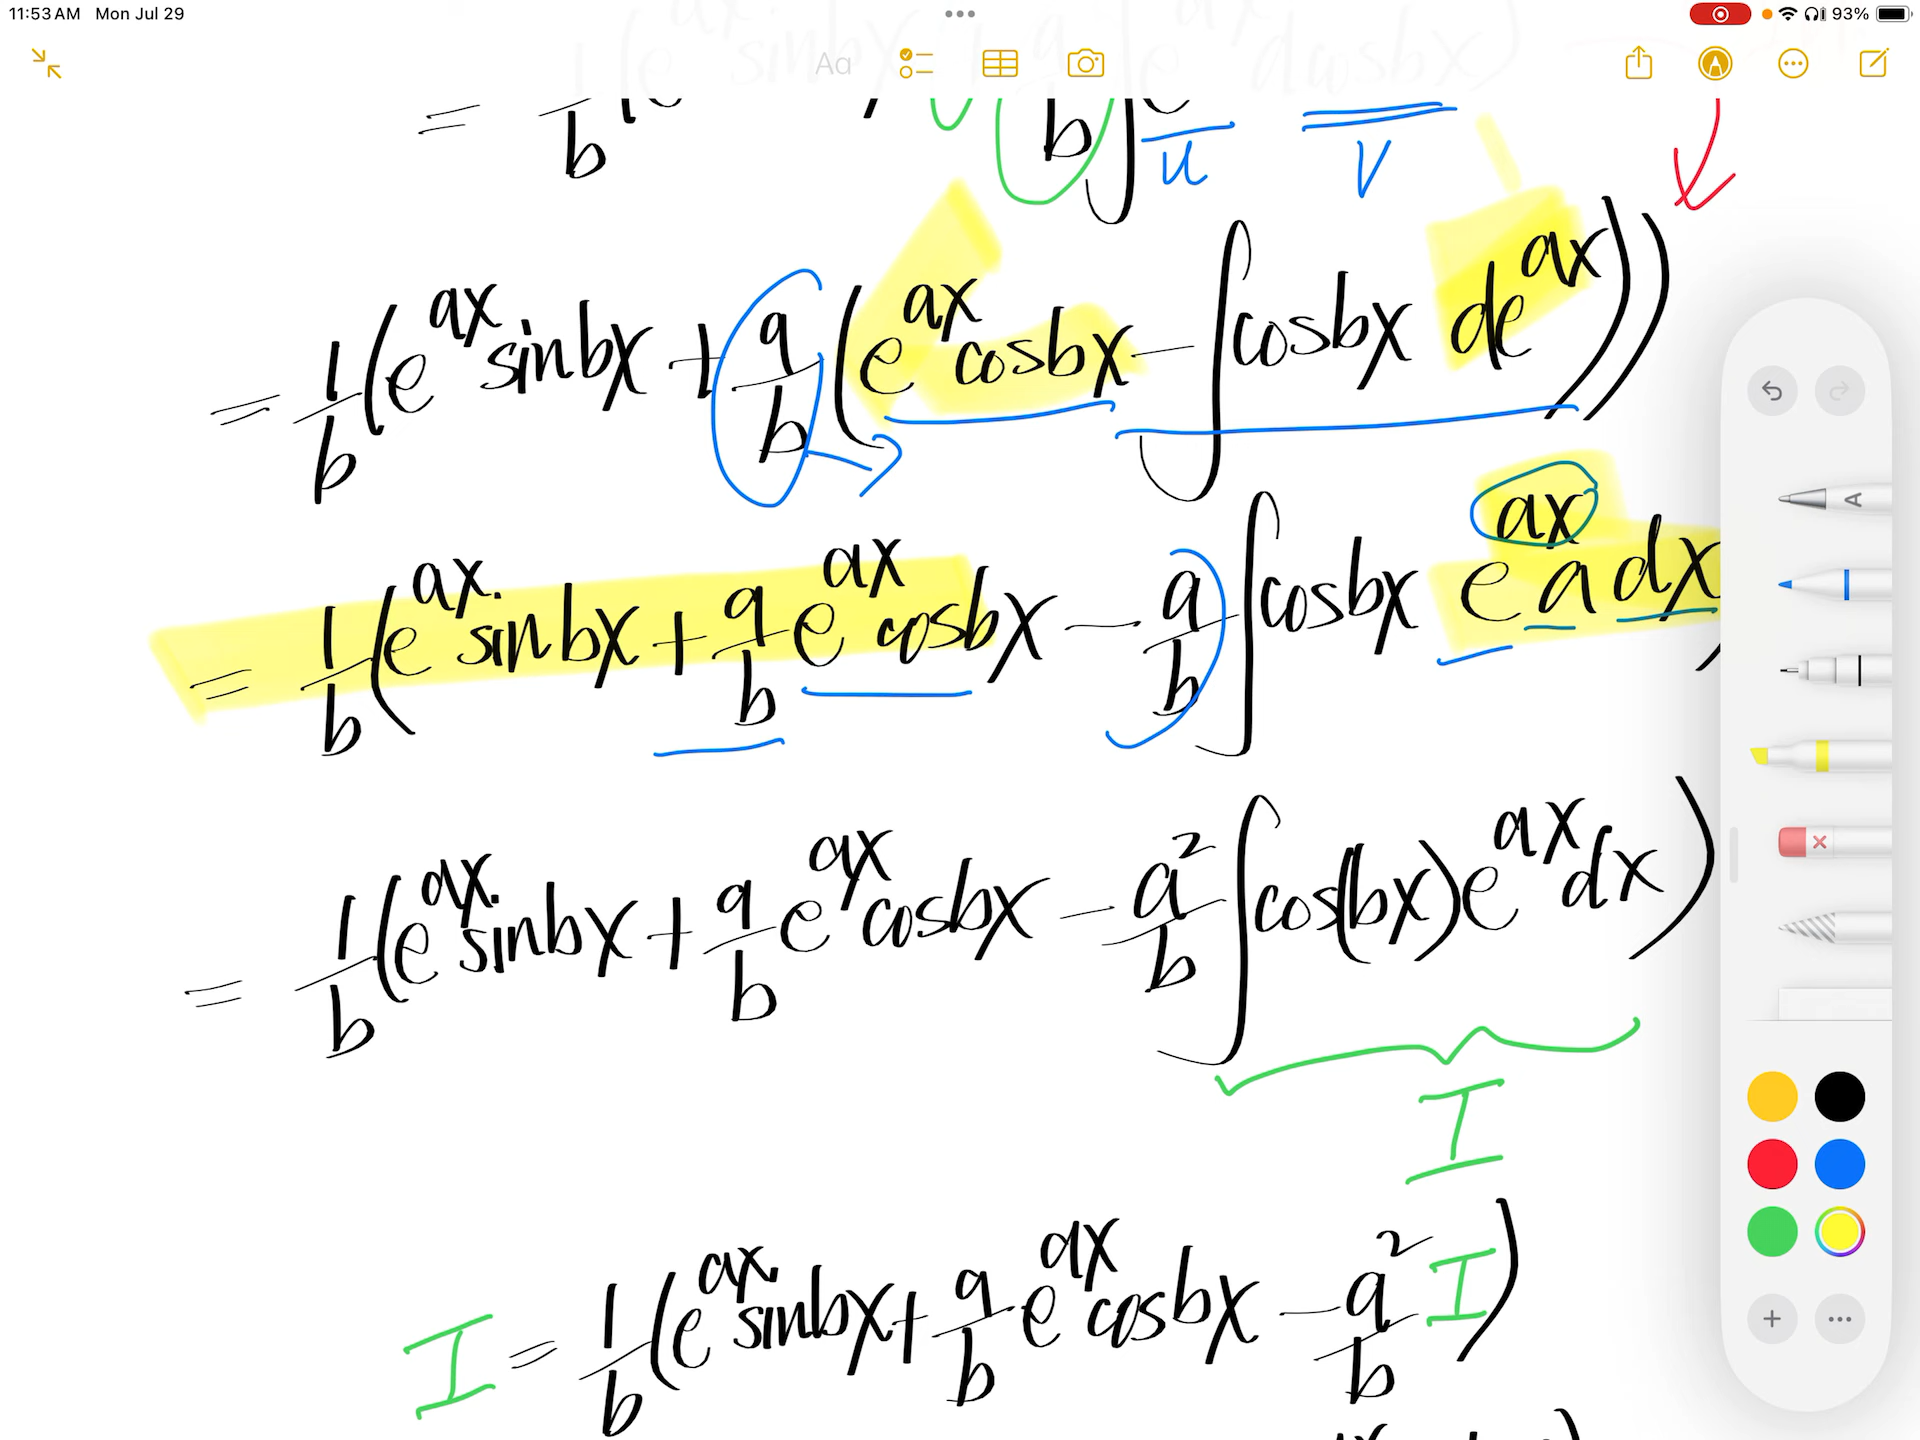 11:53 AM Mon Jul 29
93%
Aa
= 1/b (e
b ∫ e
u v
= 1/b (e^{ax} sinbx + a/b (e^{ax} cosbx - ∫ cosbx de^{ax}))
= 1/b (e^{ax} sinbx + a/b e^{ax} cosbx - a/b ∫ cosbx e^{ax} a dx)
= 1/b (e^{ax} sinbx + a/b e^{ax} cosbx - a²/b ∫ cos(bx) e^{ax} dx)
I
I = 1/b (e^{ax} sinbx + a/b e^{ax} cosbx - a²/b I)